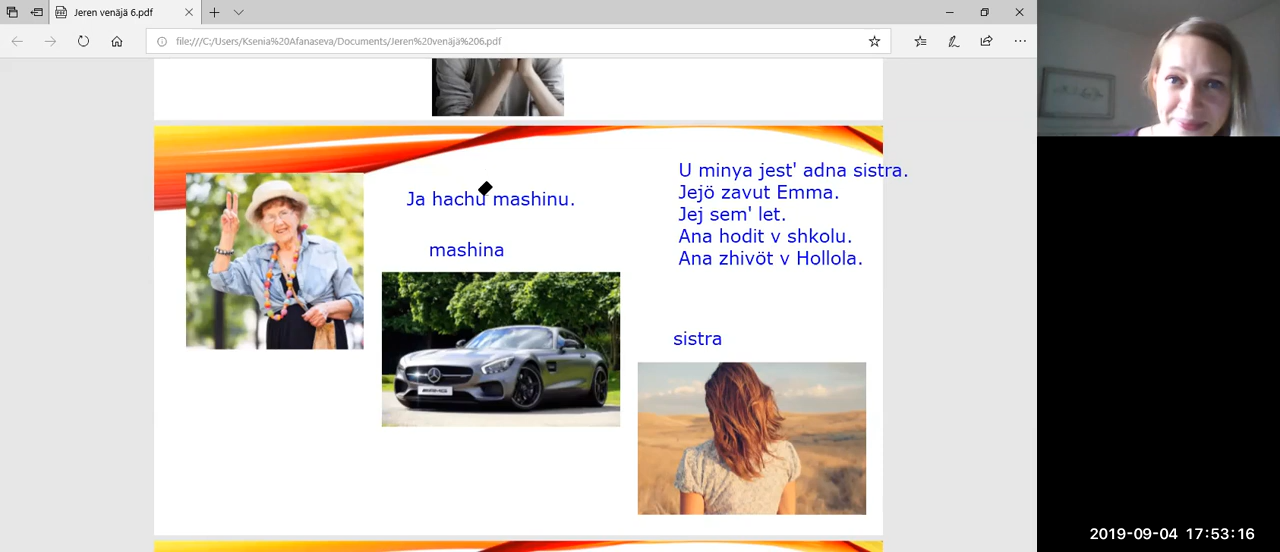 Jeren venäjä 6.pdf
file:///C:/Users/Ksenia%20Afanaseva/Documents/Jeren%20venäjä%206.pdf
Ja hachu mashinu.
mashina
U minya jest' adna sistra.
Jejö zavut Emma.
Jej sem' let.
Ana hodit v shkolu.
Ana zhivöt v Hollola.
sistra
2019-09-04 17:53:16